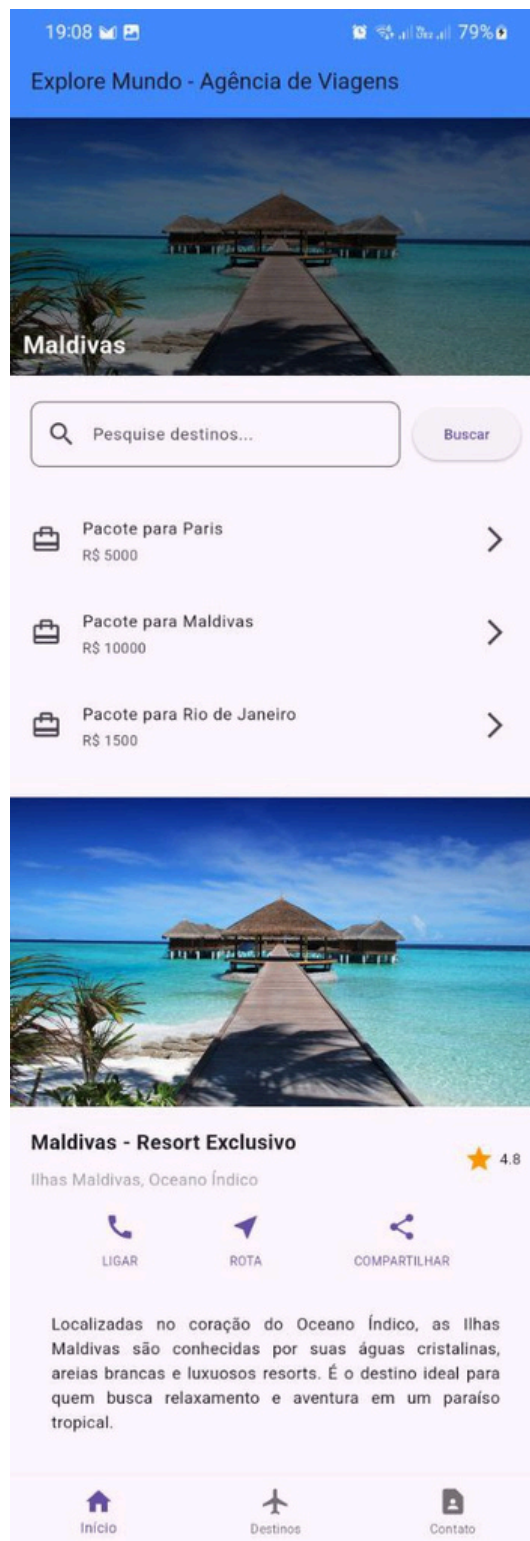 19:08
79%
Explore Mundo - Agência de Viagens
Maldivas
Pesquise destinos...
Buscar
Pacote para Paris
R$ 5000
Pacote para Maldivas
R$ 10000
Pacote para Rio de Janeiro
R$ 1500
Maldivas - Resort Exclusivo
4.8
Ilhas Maldivas, Oceano Índico
LIGAR
ROTA
COMPARTILHAR
Localizadas no coração do Oceano Índico, as Ilhas
Maldivas são conhecidas por suas águas cristalinas,
areias brancas e luxuosos resorts. É o destino ideal para
quem busca relaxamento e aventura em um paraíso
tropical.
Início
Destinos
Contato